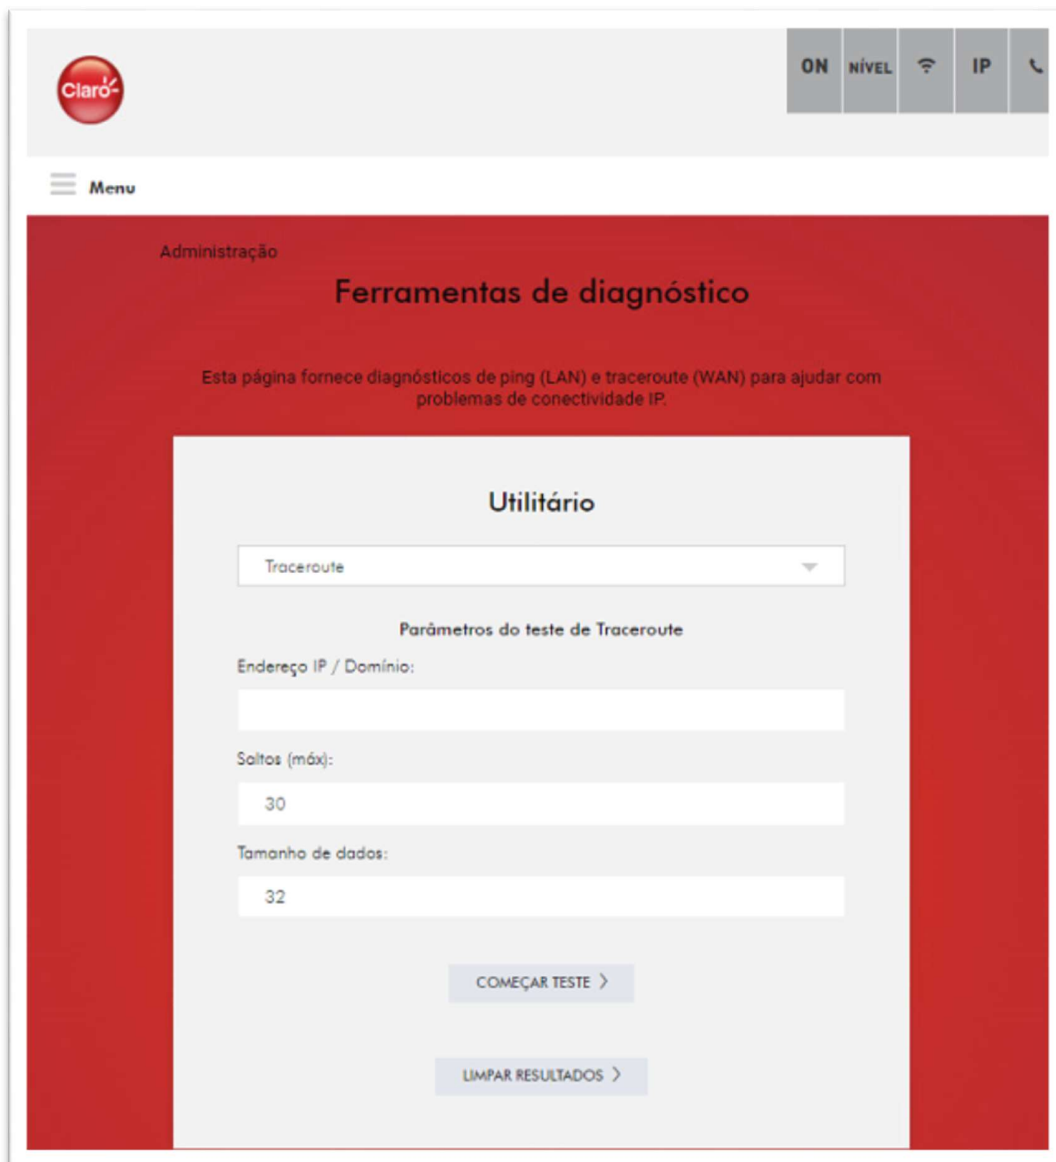 Claro
ON NÍVEL IP
Menu
Administração
Ferramentas de diagnóstico
Esta página fornece diagnósticos de ping (LAN) e traceroute (WAN) para ajudar com
problemas de conectividade IP.
Utilitário
Traceroute
Parâmetros do teste de Traceroute
Endereço IP / Domínio:
Saltos (máx):
30
Tamanho de dados:
32
COMEÇAR TESTE >
LIMPAR RESULTADOS >